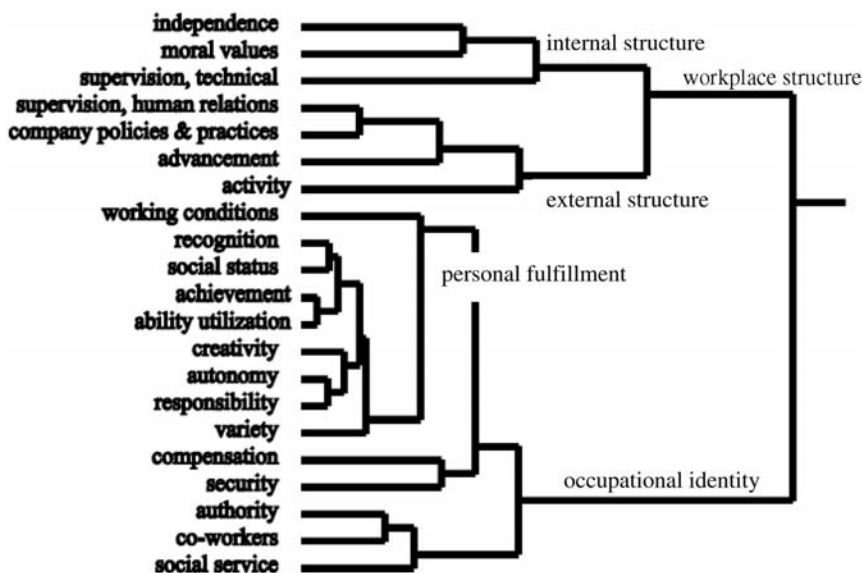 independence
moral values
supervision, technical
supervision, human relations
company policies & practices
advancement
activity
working conditions
recognition
social status
achievement
ability utilization
creativity
autonomy
responsibility
variety
compensation
security
authority
co-workers
social service
internal structure
workplace structure
external structure
personal fulfillment
occupational identity